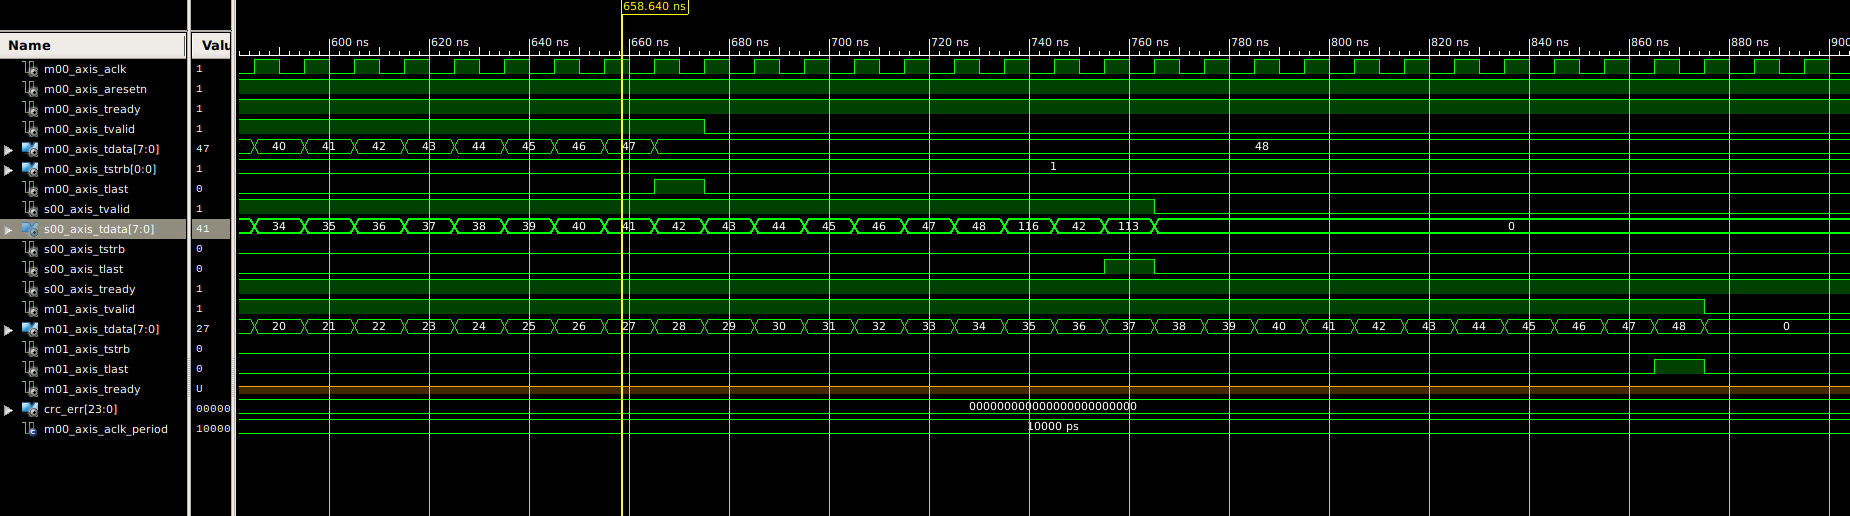 658.640 ns
Name Valu 600 ns 620 ns 640 ns 660 ns 680 ns 700 ns 720 ns 740 ns 760 ns 780 ns 800 ns 820 ns 840 ns 860 ns 880 ns 900
m00_axis_aclk 1
m00_axis_aresetn 1
m00_axis_tready 1
m00_axis_tvalid 1
m00_axis_tdata[7:0] 47 40 41 42 43 44 45 46 47 48
m00_axis_tstrb[0:0] 1 1
m00_axis_tlast 0
s00_axis_tvalid 1
s00_axis_tdata[7:0] 41 34 35 36 37 38 39 40 41 42 43 44 45 46 47 48 116 42 113 0
s00_axis_tstrb 0
s00_axis_tlast 0
s00_axis_tready 1
m01_axis_tvalid 1
m01_axis_tdata[7:0] 27 20 21 22 23 24 25 26 27 28 29 30 31 32 33 34 35 36 37 38 39 40 41 42 43 44 45 46 47 48 0
m01_axis_tstrb 0
m01_axis_tlast 0
m01_axis_tready U
crc_err[23:0] 00000 000000000000000000000000
m00_axis_aclk_period 10000 10000 ps